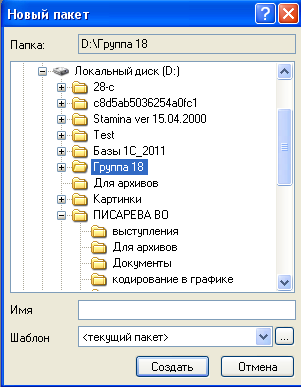 Новый пакет
Папка: D:\Группа 18
Локальный диск (D:)
28-с
c8d5ab5036254a0fc1
Stamina ver 15.04.2000
Test
Базы 1С_2011
Группа 18
Для архивов
Картинки
ПИСАРЕВА ВО
выступления
Для архивов
Документы
кодирование в графике
Имя
Шаблон <текущий пакет> ...
Создать Отмена